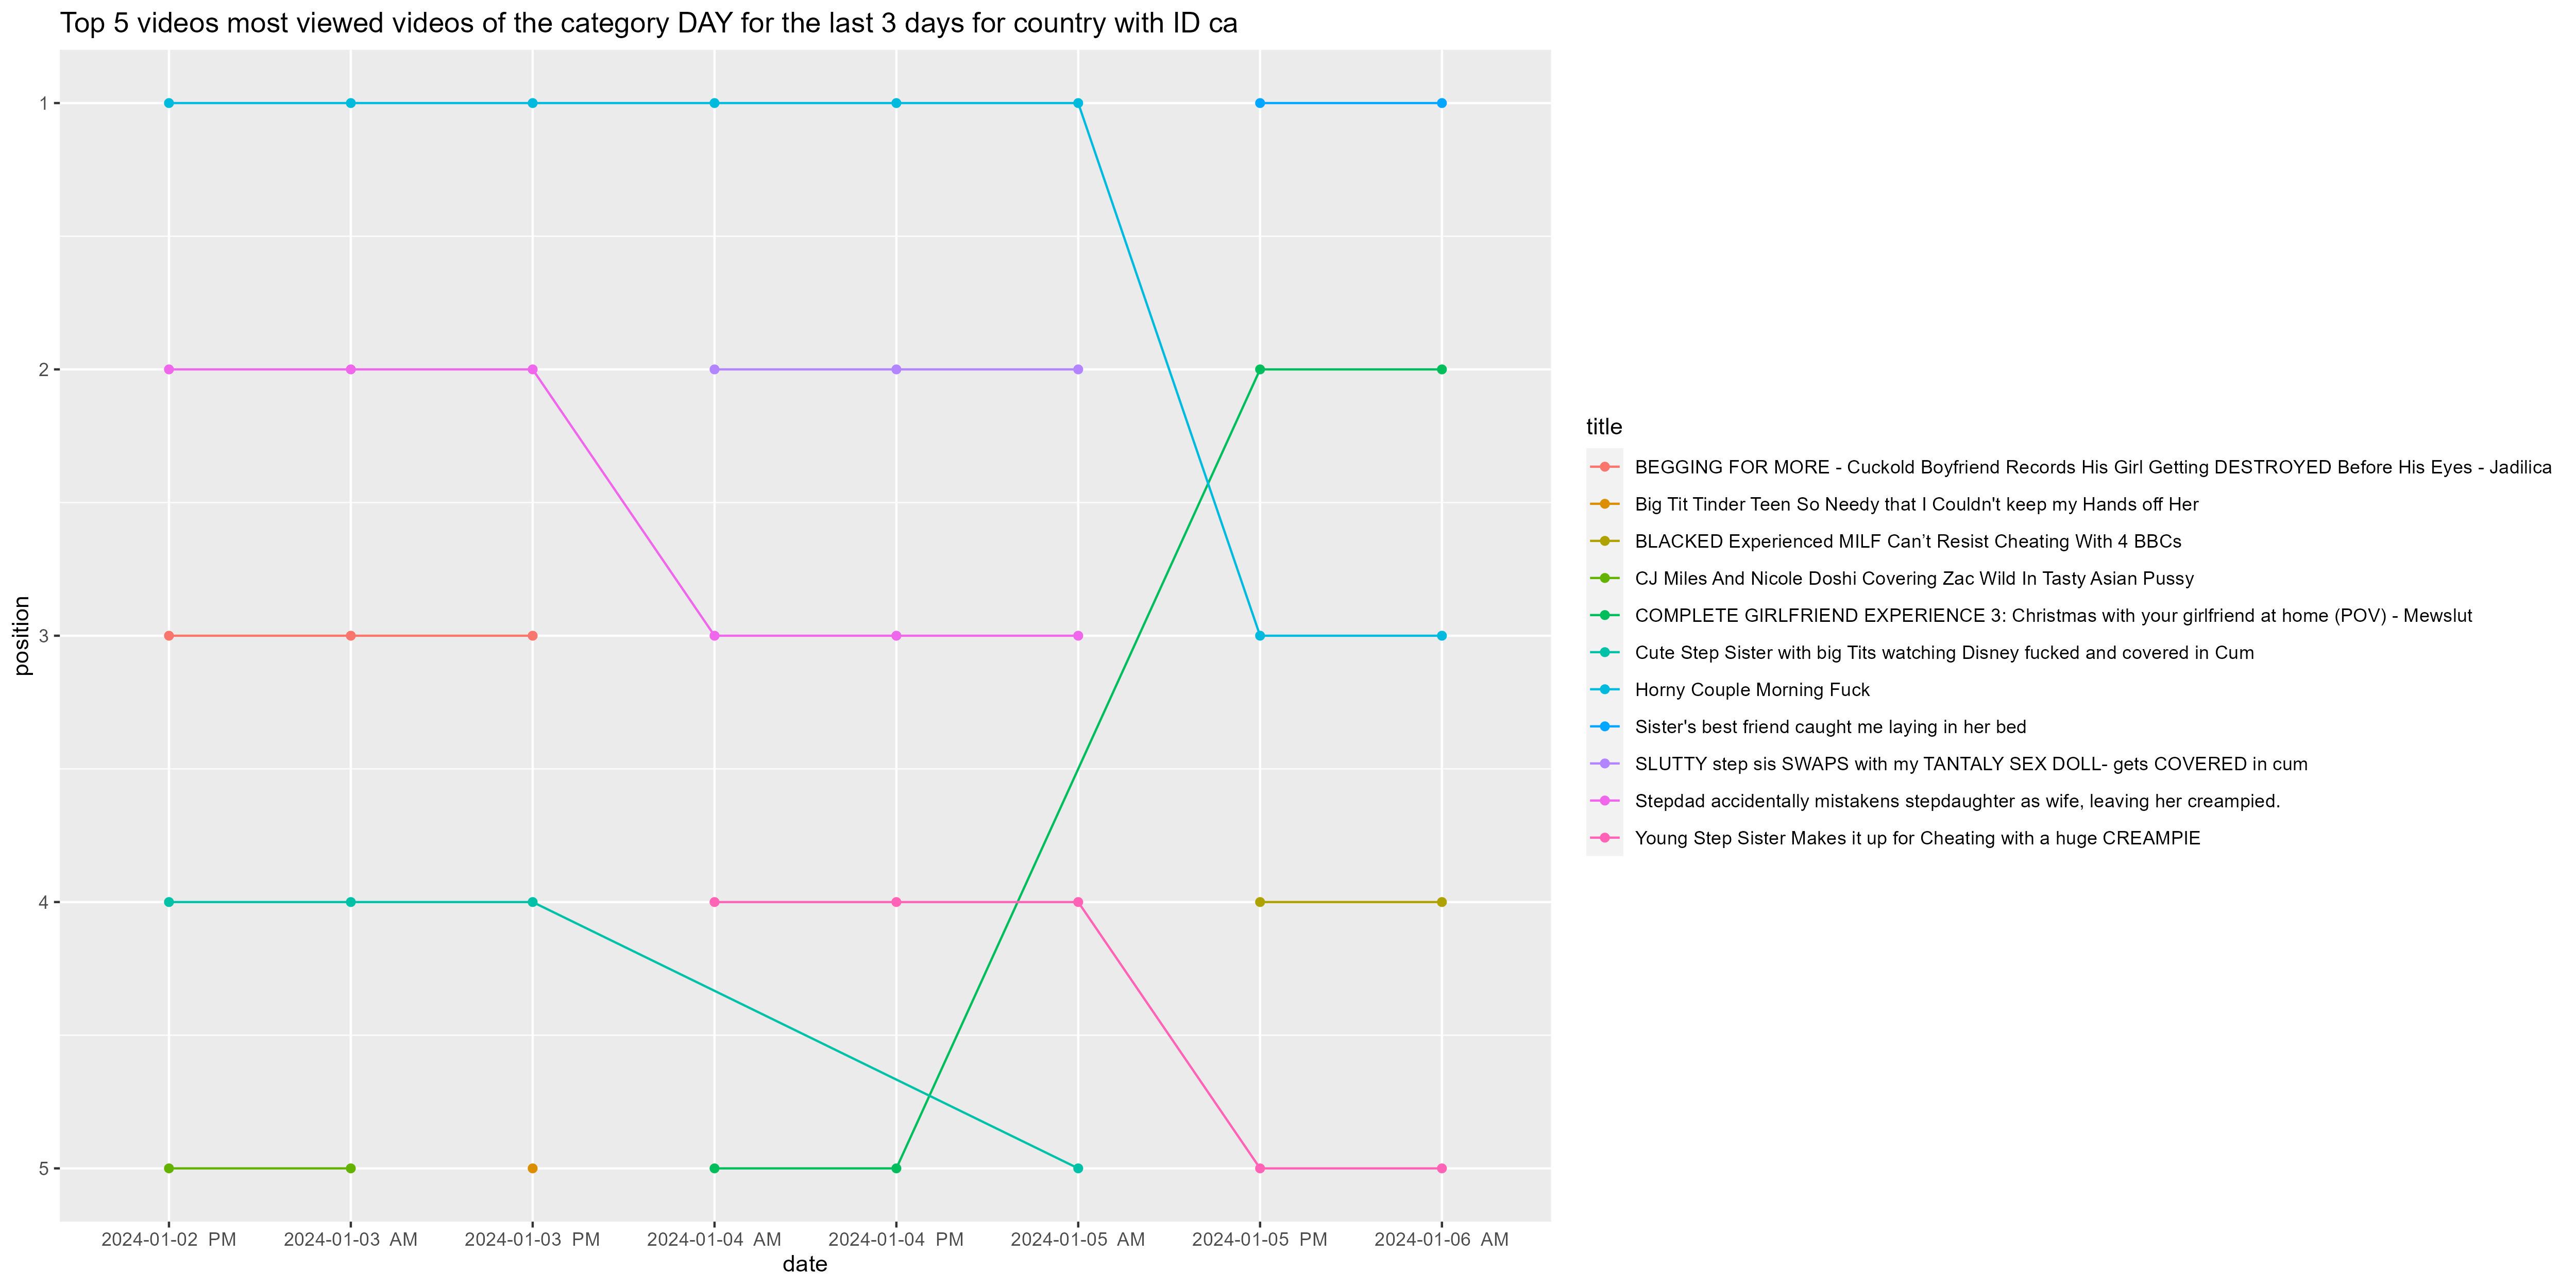 Top 5 videos most viewed videos of the category DAY for the last 3 days for country with ID ca
position
1
2
3
4
5
2024-01-02 PM
2024-01-03 AM
2024-01-03 PM
2024-01-04 AM
2024-01-04 PM
2024-01-05 AM
2024-01-05 PM
2024-01-06 AM
date
title
BEGGING FOR MORE - Cuckold Boyfriend Records His Girl Getting DESTROYED Before His Eyes - Jadilica
Big Tit Tinder Teen So Needy that I Couldn't keep my Hands off Her
BLACKED Experienced MILF Can’t Resist Cheating With 4 BBCs
CJ Miles And Nicole Doshi Covering Zac Wild In Tasty Asian Pussy
COMPLETE GIRLFRIEND EXPERIENCE 3: Christmas with your girlfriend at home (POV) - Mewslut
Cute Step Sister with big Tits watching Disney fucked and covered in Cum
Horny Couple Morning Fuck
Sister's best friend caught me laying in her bed
SLUTTY step sis SWAPS with my TANTALY SEX DOLL- gets COVERED in cum
Stepdad accidentally mistakens stepdaughter as wife, leaving her creampied.
Young Step Sister Makes it up for Cheating with a huge CREAMPIE